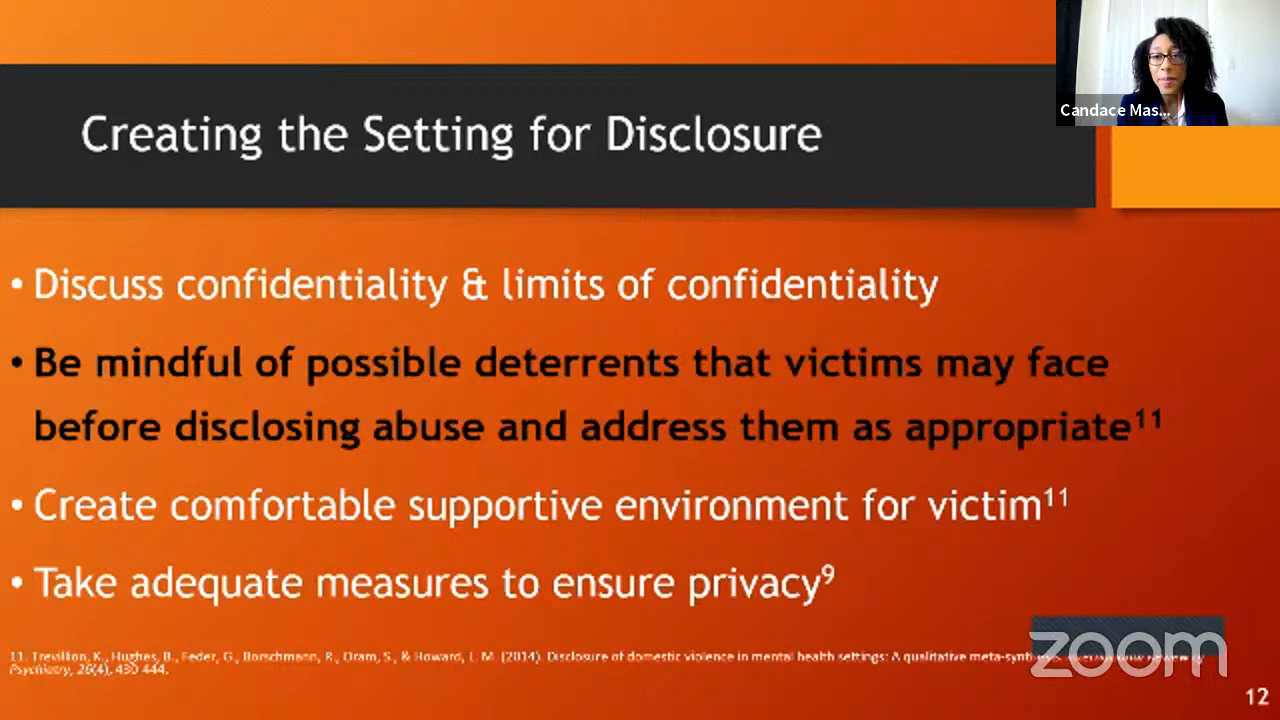 Candace Mas...
Creating the Setting for Disclosure
• Discuss confidentiality & limits of confidentiality
• Be mindful of possible deterrents that victims may face
before disclosing abuse and address them as appropriate¹¹
• Create comfortable supportive environment for victim¹¹
• Take adequate measures to ensure privacy⁹
11. Trevillion, K., Hughes, B., Feder, G., Borschmann, R., Oram, S., & Howard, L. M. (2014). Disclosure of domestic violence in mental health settings: A qualitative meta-synthesis.
Psychiatry, 26(4), 430-444.
zoom
12